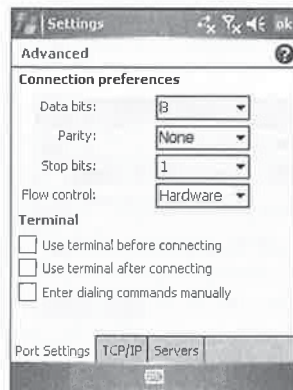 Settings ok
Advanced ?
Connection preferences
Data bits: 8
Parity: None
Stop bits: 1
Flow control: Hardware
Terminal
Use terminal before connecting
Use terminal after connecting
Enter dialing commands manually
Port Settings TCP/IP Servers